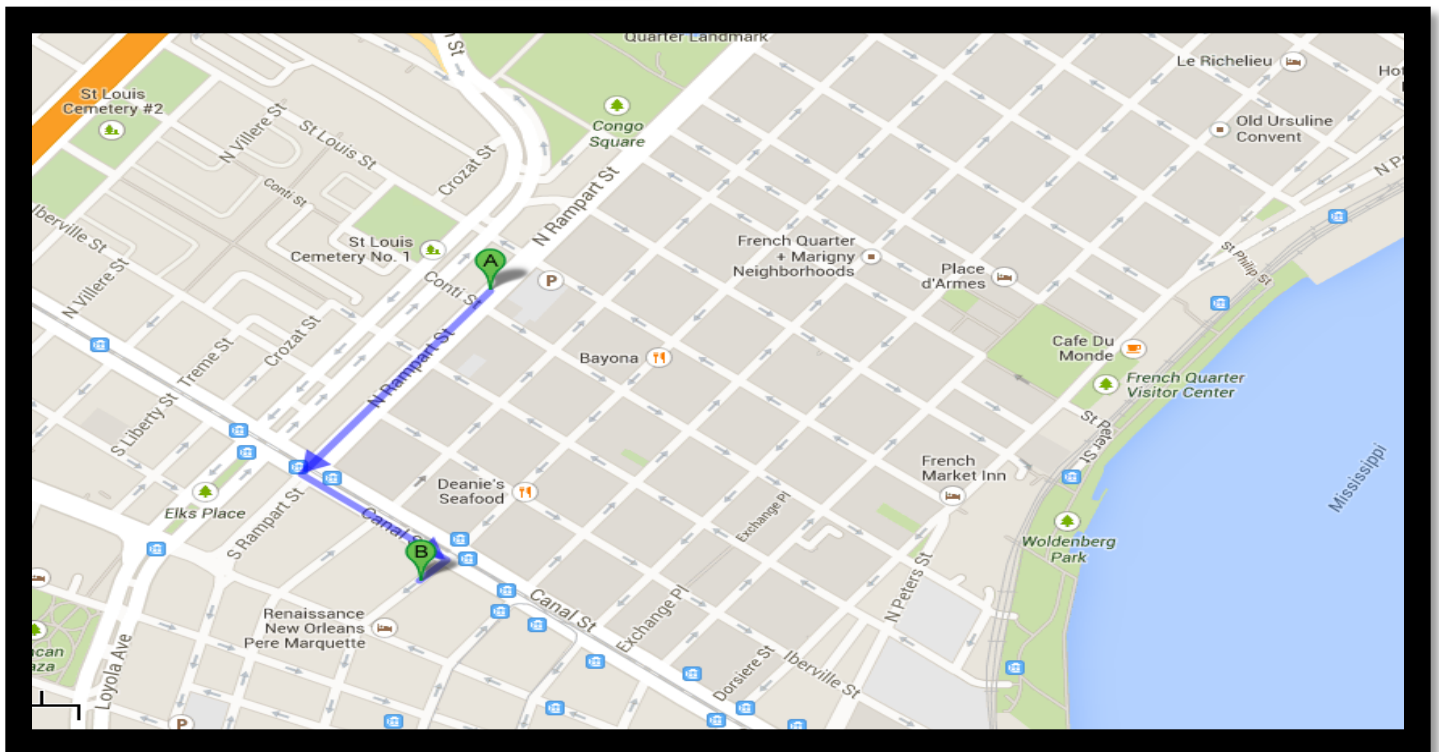 Quarter Landmark
St
Le Richelieu
Hot
St Louis
Cemetery #2
N Villere St
St Louis St
Congo
Square
Old Ursuline
Convent
Crozat St
Conti St
N P
Iberville St
N Rampart St
St Louis
Cemetery No. 1
French Quarter
+ Marigny
Neighborhoods
St Philip St
A
N Villere St
Conti St
P
Place
d'Armes
Crozat St
Treme St
N Rampart St
Bayona
Cafe Du
Monde
French Quarter
Visitor Center
S Liberty St
St Peter St
French
Market Inn
Mississippi
Deanie's
Seafood
Elks Place
S Rampart St
Canal S
Exchange Pl
B
Woldenberg
Park
Canal St
N Peters St
Renaissance
New Orleans
Pere Marquette
Exchange Pl
Loyola Ave
Dorsiere St
Iberville St
ncan
aza
P